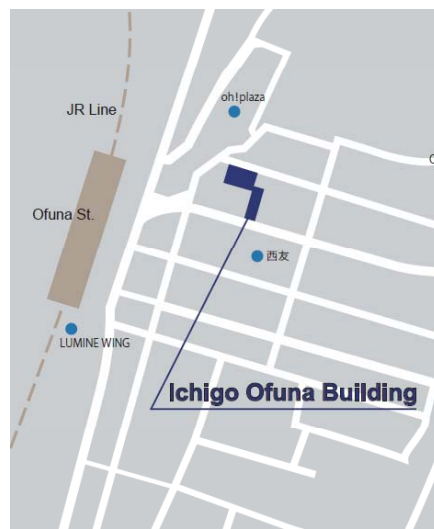 oh!plaza
JR Line
Ofuna St.
西友
LUMINE WING
Ichigo Ofuna Building